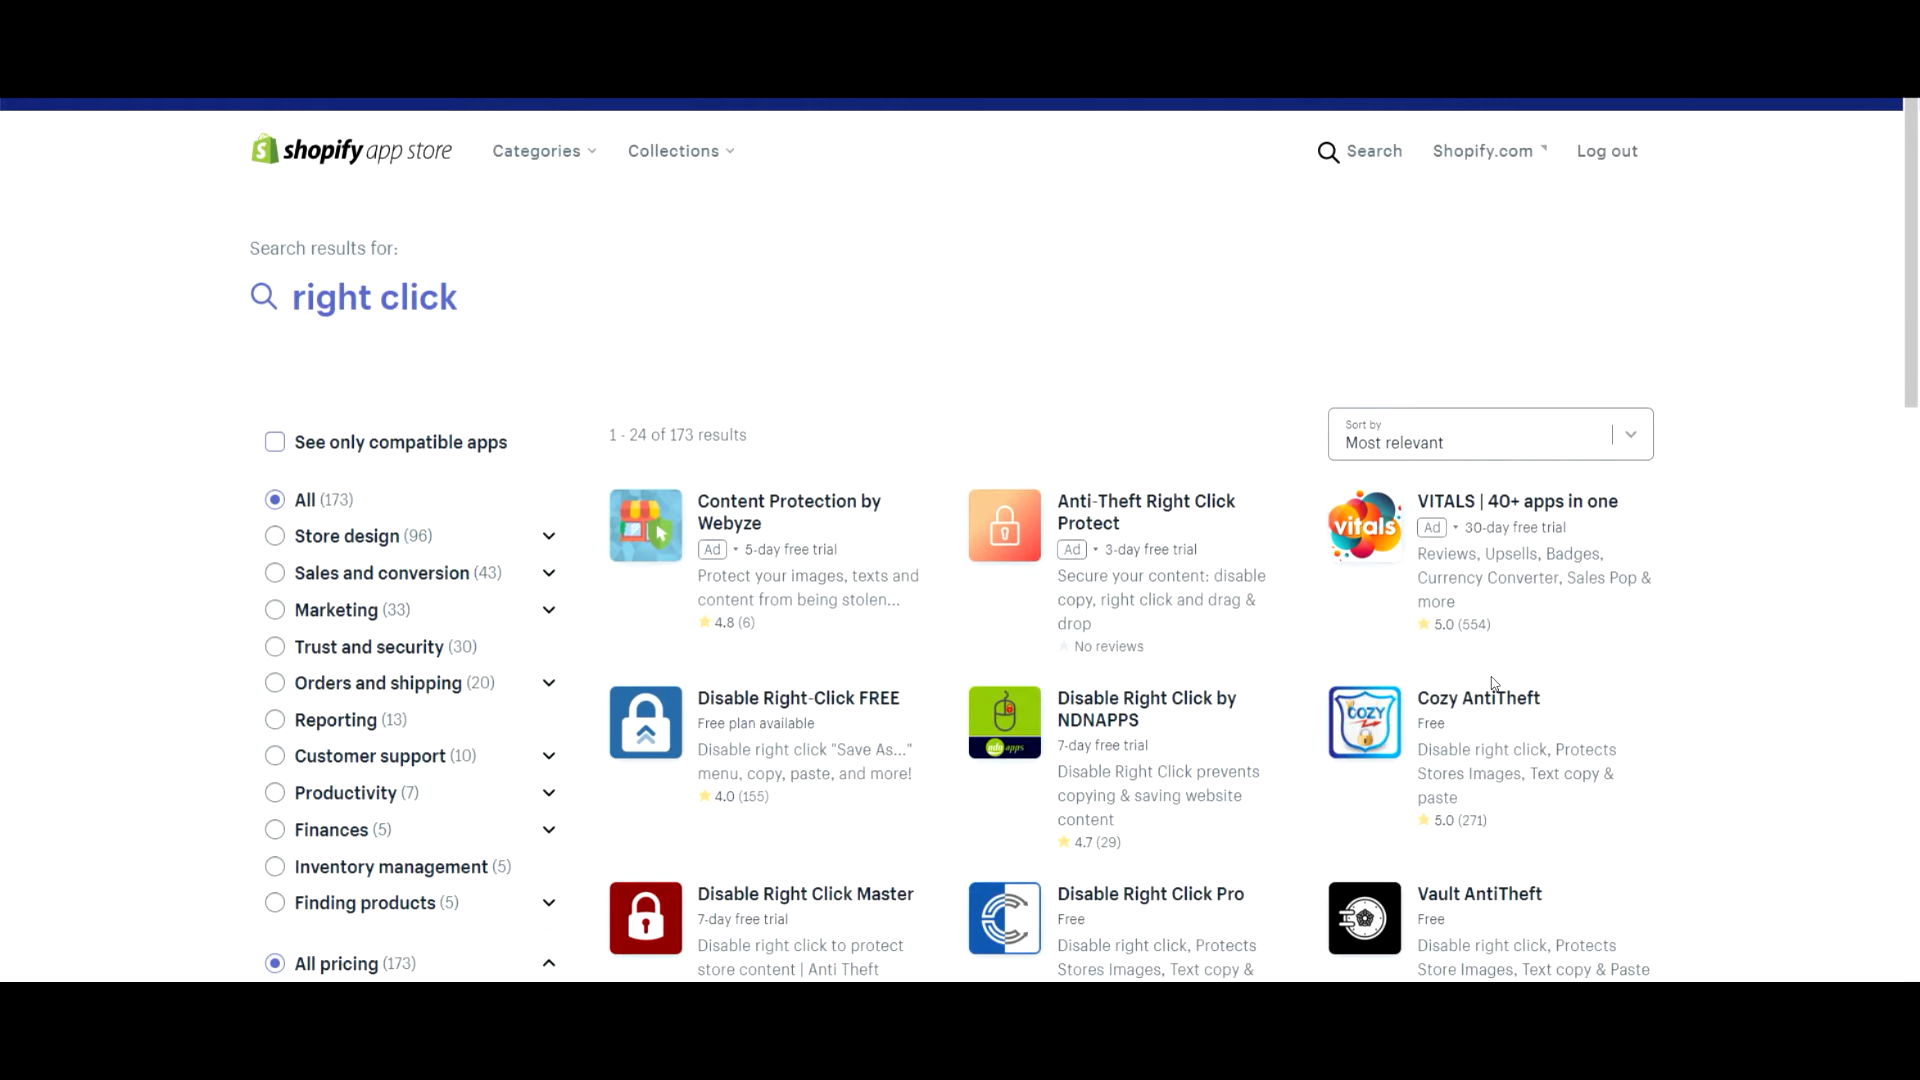 shopify app store
Categories
Collections
Search
Shopify.com
Log out
Search results for:
right click
See only compatible apps
1 - 24 of 173 results
Sort by
Most relevant
All (173)
Store design (96)
Sales and conversion (43)
Marketing (33)
Trust and security (30)
Orders and shipping (20)
Reporting (13)
Customer support (10)
Productivity (7)
Finances (5)
Inventory management (5)
Finding products (5)
All pricing (173)
Content Protection by
Webyze
Ad • 5-day free trial
Protect your images, texts and
content from being stolen...
4.8 (6)
Anti-Theft Right Click
Protect
Ad • 3-day free trial
Secure your content: disable
copy, right click and drag &
drop
No reviews
vitals
VITALS | 40+ apps in one
Ad • 30-day free trial
Reviews, Upsells, Badges,
Currency Converter, Sales Pop &
more
5.0 (554)
Disable Right-Click FREE
Free plan available
Disable right click "Save As..."
menu, copy, paste, and more!
4.0 (155)
ndn apps
Disable Right Click by
NDNAPPS
7-day free trial
Disable Right Click prevents
copying & saving website
content
4.7 (29)
COZY
Cozy AntiTheft
Free
Disable right click, Protects
Stores Images, Text copy &
paste
5.0 (271)
Disable Right Click Master
7-day free trial
Disable right click to protect
store content | Anti Theft
Disable Right Click Pro
Free
Disable right click, Protects
Stores Images, Text copy &
Vault AntiTheft
Free
Disable right click, Protects
Store Images, Text copy & Paste